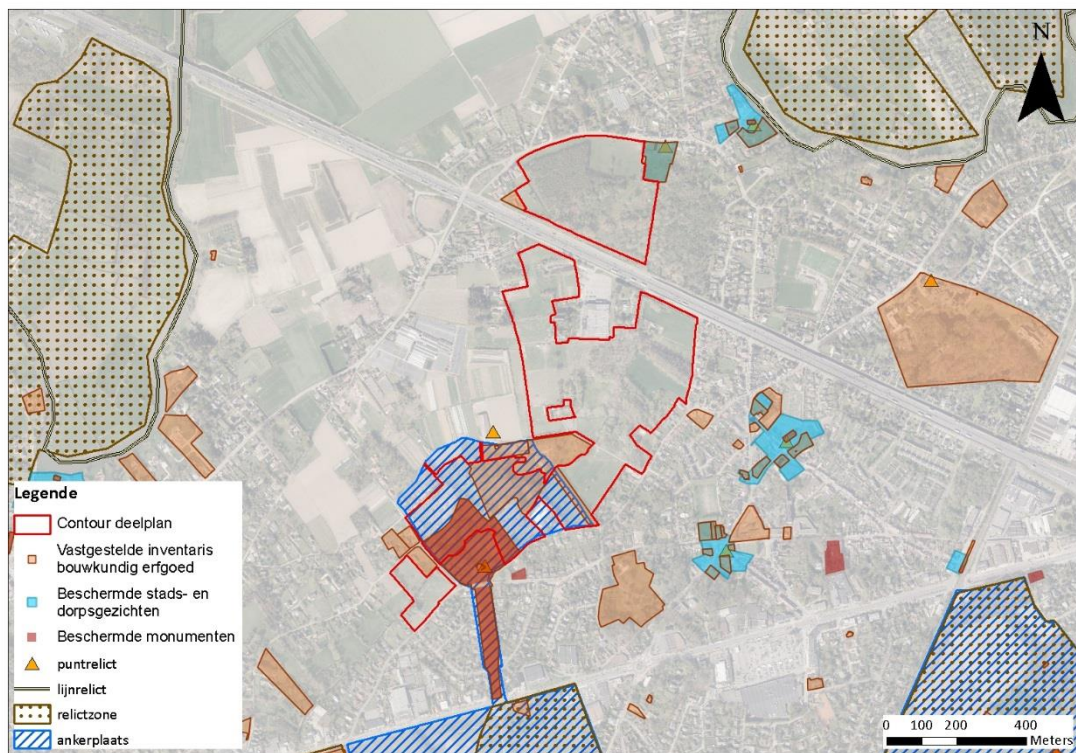 N
Legende
Contour deelplan
Vastgestelde inventaris
bouwkundig erfgoed
Beschermde stads- en
dorpsgezichten
Beschermde monumenten
puntrelict
lijnrelict
relictzone
ankerplaats
0 100 200 400
Meters